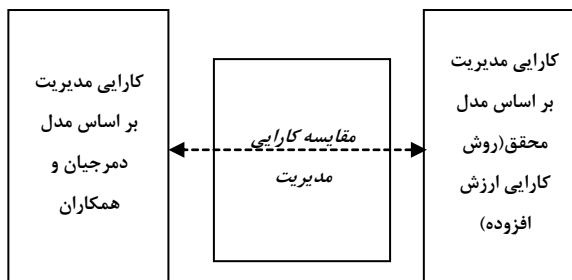 کارایی مدیریت
بر اساس مدل
محقق(روش
کارایی ارزش
افزوده)
مقایسه کارایی
مدیریت
کارایی مدیریت
بر اساس مدل
دمرجیان و
همکاران